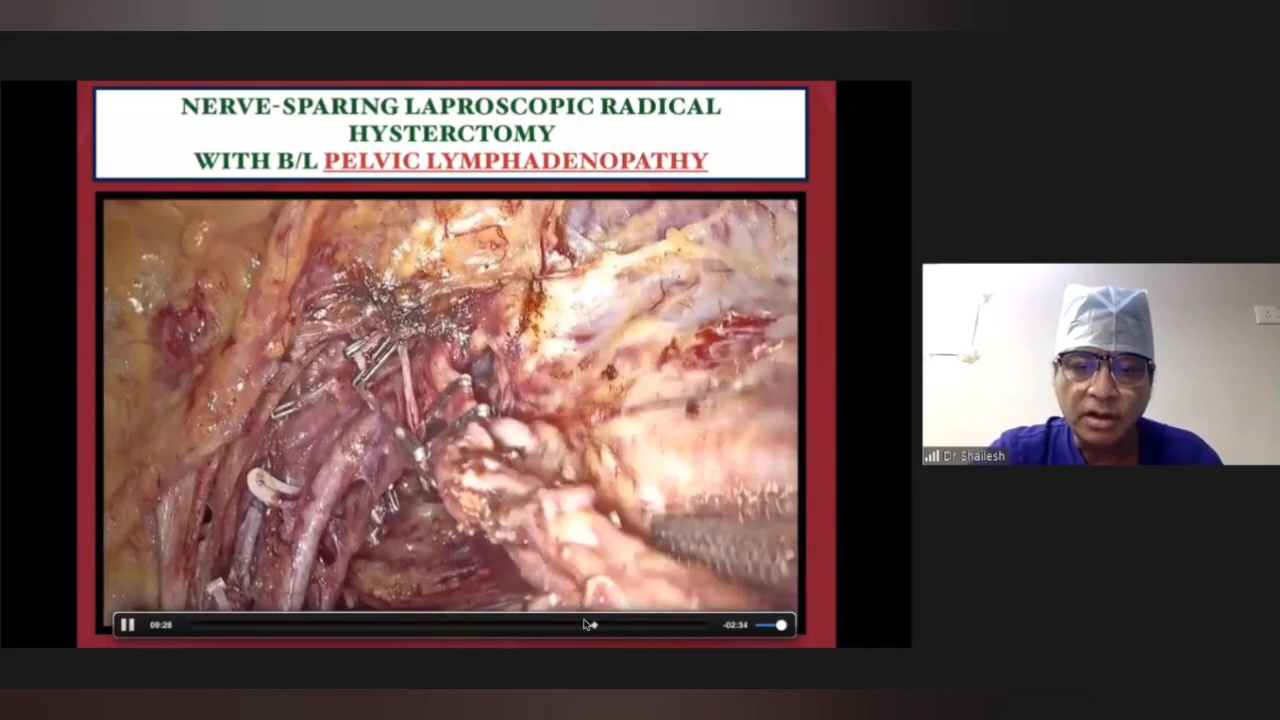 NERVE-SPARING LAPROSCOPIC RADICAL
HYSTERCTOMY
WITH B/L PELVIC LYMPHADENOPATHY
09:28
-02:34
Dr Shailesh